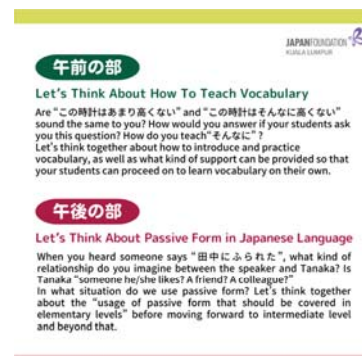 JAPANFOUNDATION
KUALA LUMPUR
午前の部
Let's Think About How To Teach Vocabulary
Are “この時計はあまり高くない” and “この時計はそんなに高くない”
sound the same to you? How would you answer if your students ask
you this question? How do you teach“そんなに” ?
Let's think together about how to introduce and practice
vocabulary, as well as what kind of support can be provided so that
your students can proceed on to learn vocabulary on their own.
午後の部
Let's Think About Passive Form in Japanese Language
When you heard someone says “田中にふられた”, what kind of
relationship do you imagine between the speaker and Tanaka? Is
Tanaka “someone he/she likes? A friend? A colleague?”
In what situation do we use passive form? Let's think together
about the “usage of passive form that should be covered in
elementary levels” before moving forward to intermediate level
and beyond that.